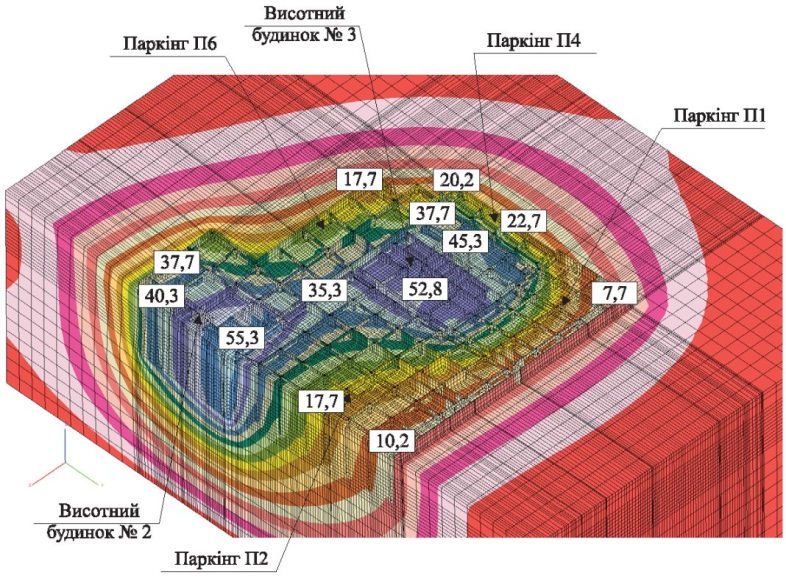 Висотний
будинок № 3
Паркінг П6
Паркінг П4
Паркінг П1
17,7
20,2
37,7
22,7
45,3
37,7
40,3
35,3
52,8
7,7
55,3
17,7
10,2
Висотний
будинок № 2
Паркінг П2